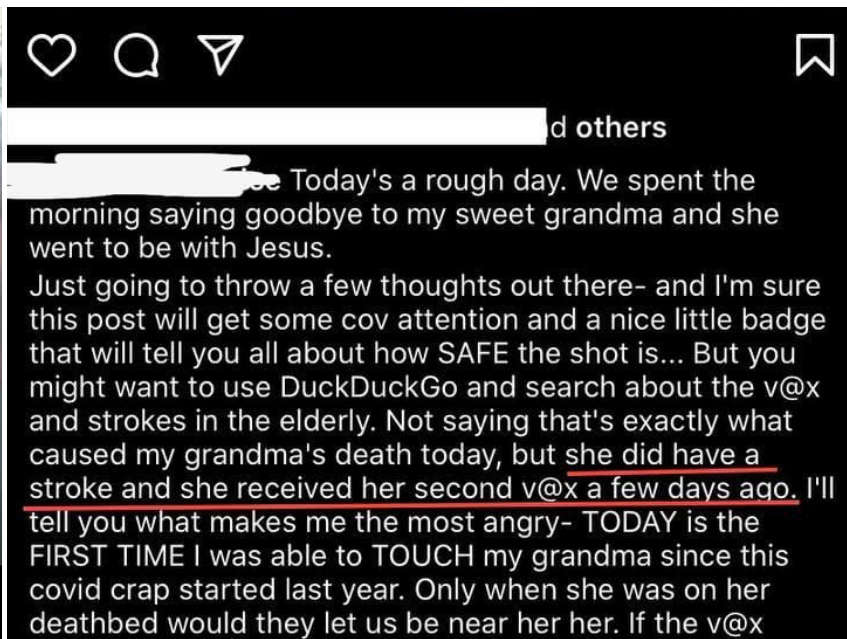 others
Today's a rough day. We spent the
morning saying goodbye to my sweet grandma and she
went to be with Jesus.
Just going to throw a few thoughts out there- and I'm sure
this post will get some cov attention and a nice little badge
that will tell you all about how SAFE the shot is... But you
might want to use DuckDuckGo and search about the v@x
and strokes in the elderly. Not saying that's exactly what
caused my grandma's death today, but she did have a
stroke and she received her second v@x a few days ago. I'll
tell you what makes me the most angry- TODAY is the
FIRST TIME I was able to TOUCH my grandma since this
covid crap started last year. Only when she was on her
deathbed would they let us be near her her. If the v@x